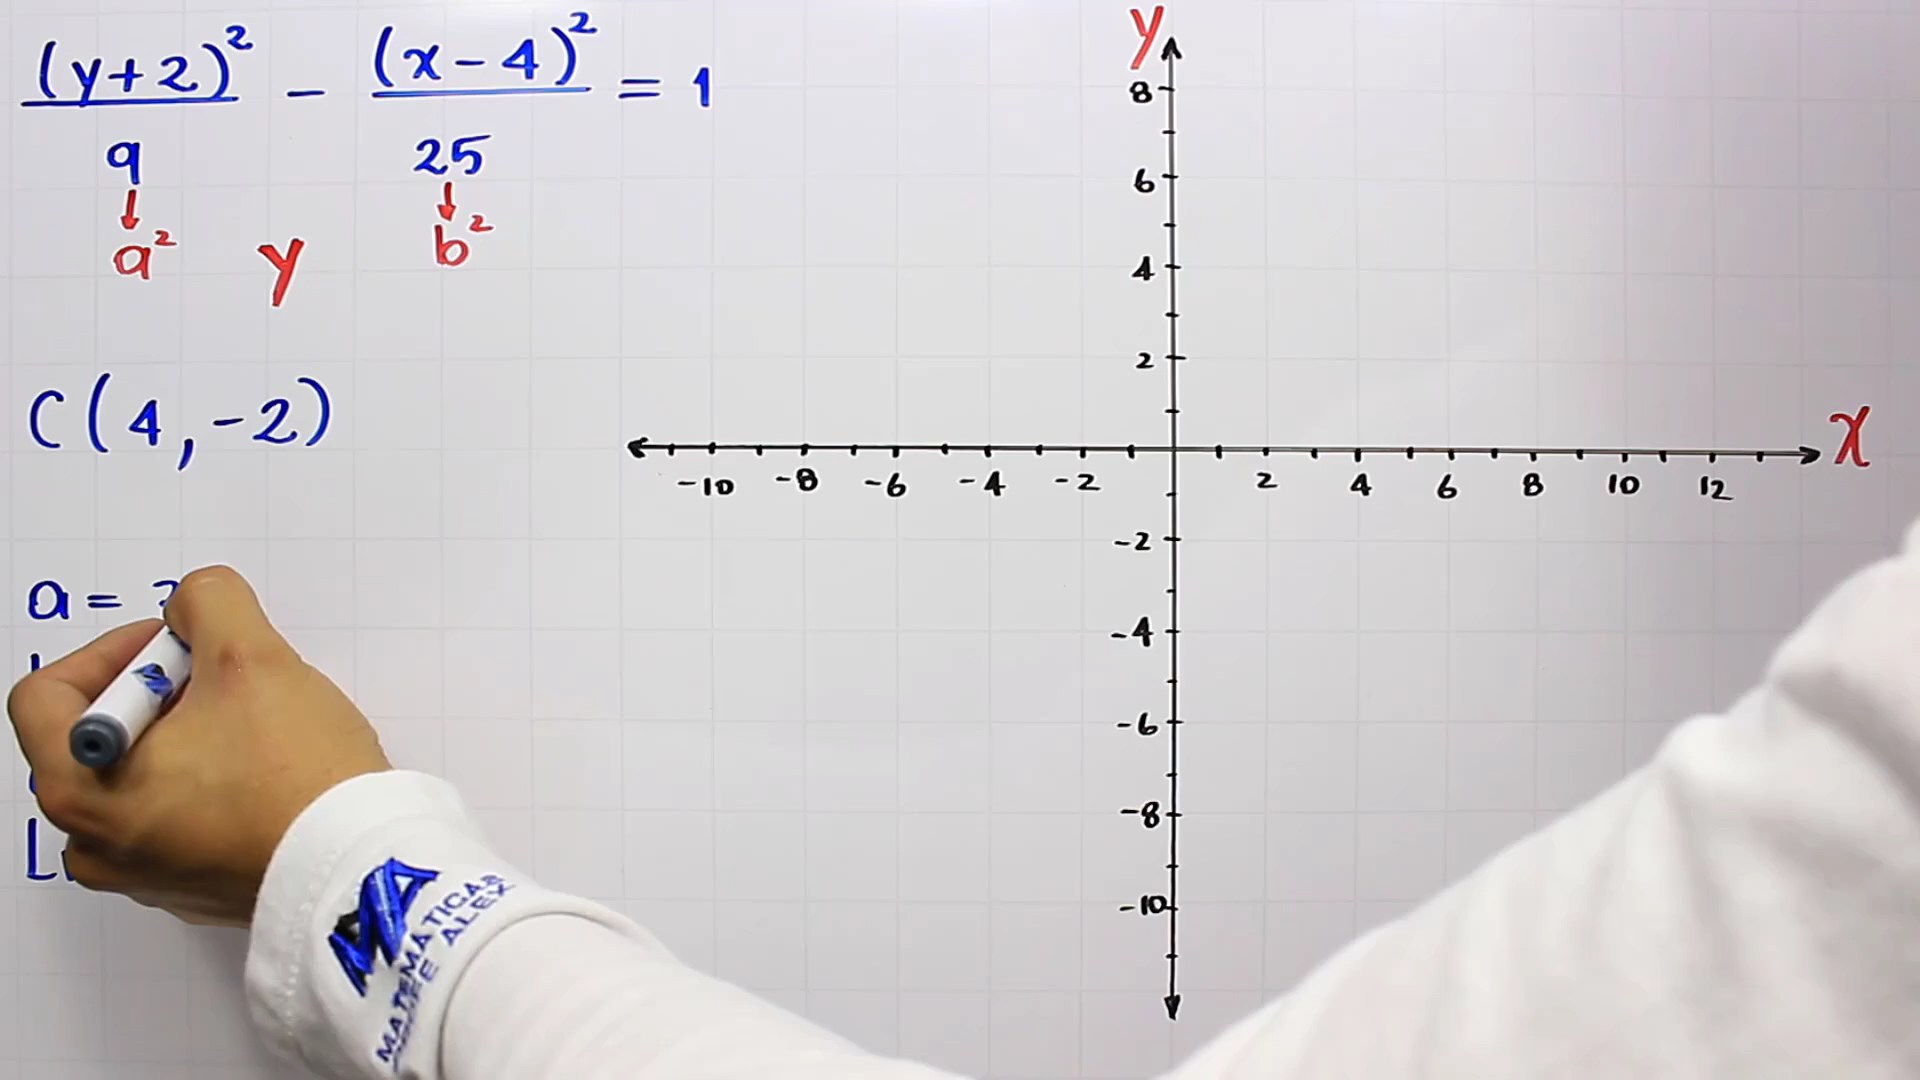 (y+2)² / 9 - (x-4)² / 25 = 1
↓ ↓
a² y b²
C(4,-2)
a =
y
8
6
4
2
x
-10 -8 -6 -4 -2 2 4 6 8 10 12
-2
-4
-6
-8
-10
MATEMÁTICAS
PROFE ALEX